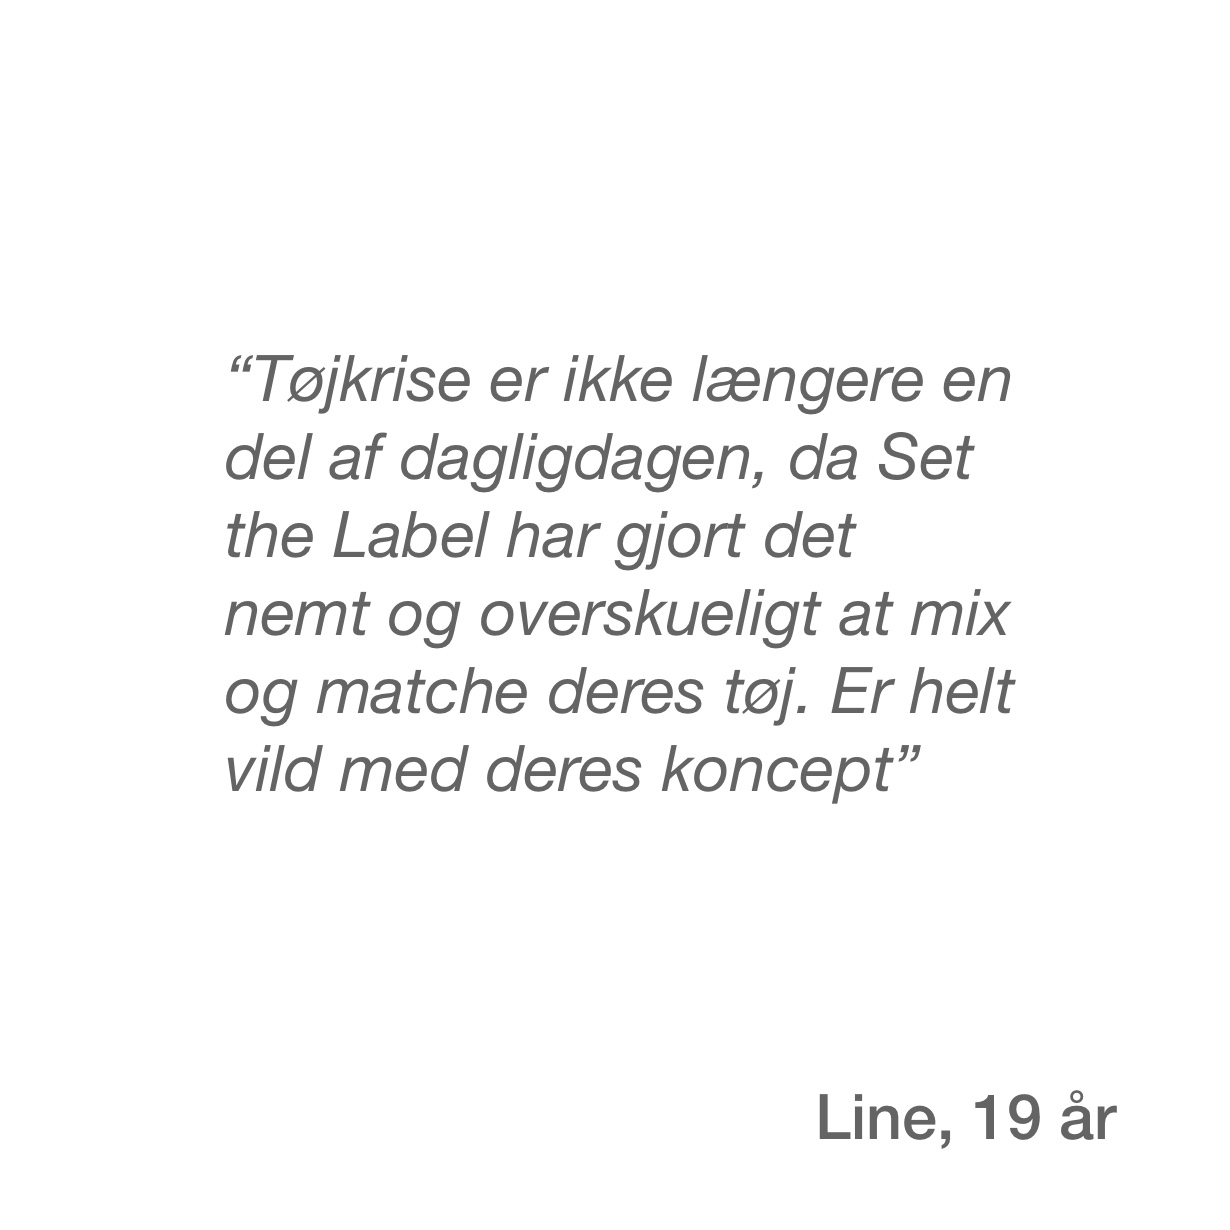 “Tøjkrise er ikke længere en
del af dagligdagen, da Set
the Label har gjort det
nemt og overskueligt at mix
og matche deres tøj. Er helt
vild med deres koncept”
Line, 19 år